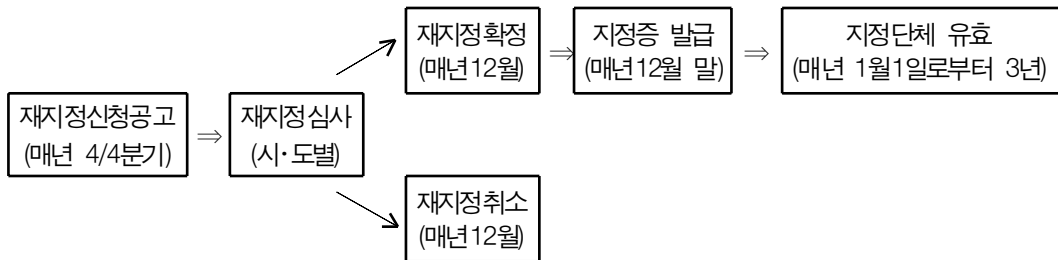 재지정신청공고
(매년 4/4분기)
⇒
재지정심사
(시·도별)
재지정확정
(매년12월)
⇒
지정증 발급
(매년12월 말)
⇒
지정단체 유효
(매년 1월1일로부터 3년)
재지정취소
(매년12월)